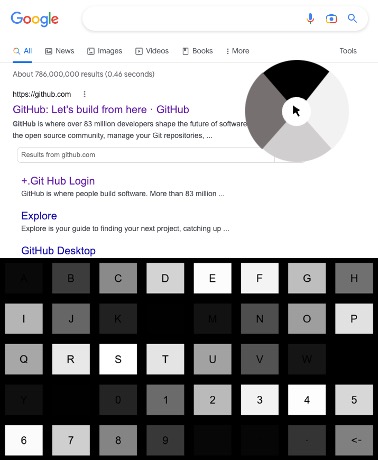 Google
All News Images Videos Books More Tools
About 786,000,000 results (0.46 seconds)
https://github.com
GitHub: Let's build from here · GitHub
GitHub is where over 83 million developers shape the future of software
the open source community, manage your Git repositories, ...
Results from github.com
+.Git Hub Login
GitHub is where people build software. More than 83 million ...
Explore
Explore is your guide to finding your next project, catching up ...
GitHub Desktop
A B C D E F G H
I J K M N O P
Q R S T U V W
Y 0 1 2 3 4 5
6 7 8 9 . <-